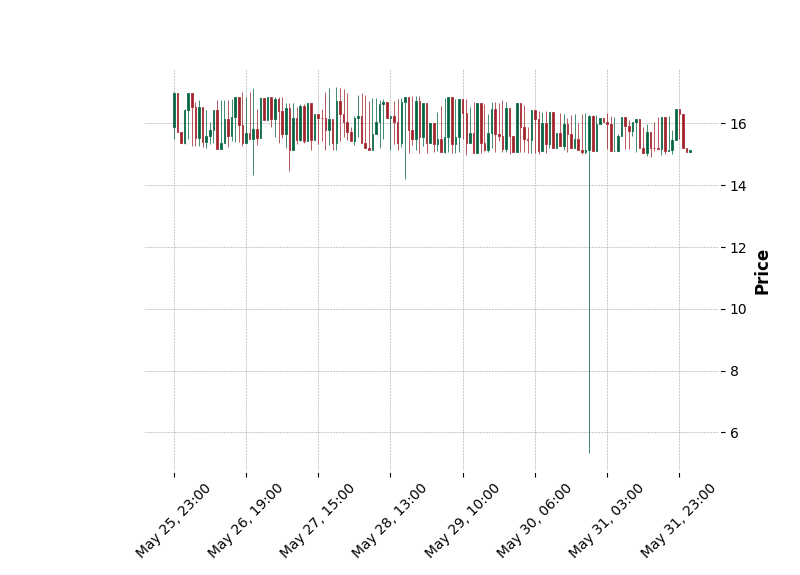 16
14
12
10
8
6
Price
May 25, 23:00
May 26, 19:00
May 27, 15:00
May 28, 13:00
May 29, 10:00
May 30, 06:00
May 31, 03:00
May 31, 23:00